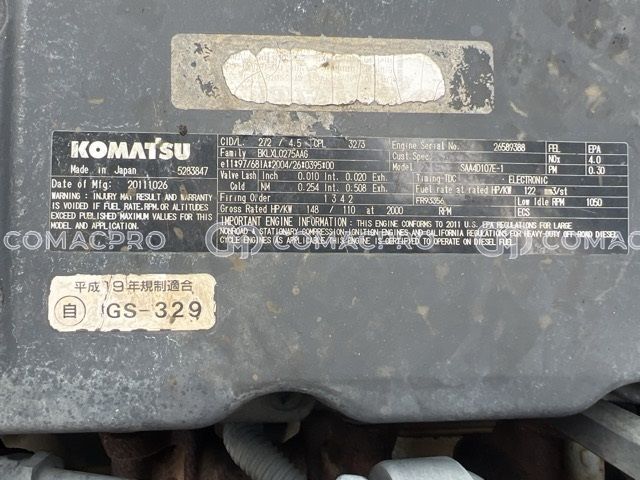 KOMATSU
Made in Japan 5283847
Date of Mfg. 20111026
WARNING: INJURY MAY RESULT AND WARRANTY
IS VOIDED IF FUEL RATE.RPM.OR ALTITUDES
EXCEED PUBLISHED MAXIMUM VALUES FOR THIS
MODEL AND APPLICATION.
CID/L. 272 / 4.5 CPL 3273
Family BKLXL0275AAG
e11*97/68IA*2004/26*0395*00
Valve Lash Inch 0.010 Int. 0.020 Exh.
Cold NM 0.254 Int. 0.508 Exh.
Firing Order 1 3 4 2
Gross Rated HP/KW 148 / 110 at 2000 RPM
Engine Serial No. 26589388
Cust.Spec.
Model SAA4D107E-1
Timing-TDC ELECTRONIC
Fuel rate at rated HP/KW 122 mm3/st
FR93356 Low Idle RPM 1050
ECS
FEL EPA
NOx 4.0
PM 0.30
IMPORTANT ENGINE INFORMATION : THIS ENGINE CONFORMS TO 2011 U.S. EPA REGULATIONS FOR LARGE
NONROAD & STATIONARY COMPRESSION-IGNITION ENGINES AND CALIFORNIA REGULATIONS FOR HEAVY-DUTY OFF-ROAD DIESEL
CYCLE ENGINES AS APPLICABLE. THIS ENGINE IS CERTIFIED TO OPERATE ON DIESEL FUEL.
COMACPRO COMACPRO COMACPRO
平成19年規制適合
自 GS-329
COMACPRO COMACPRO COMACPRO